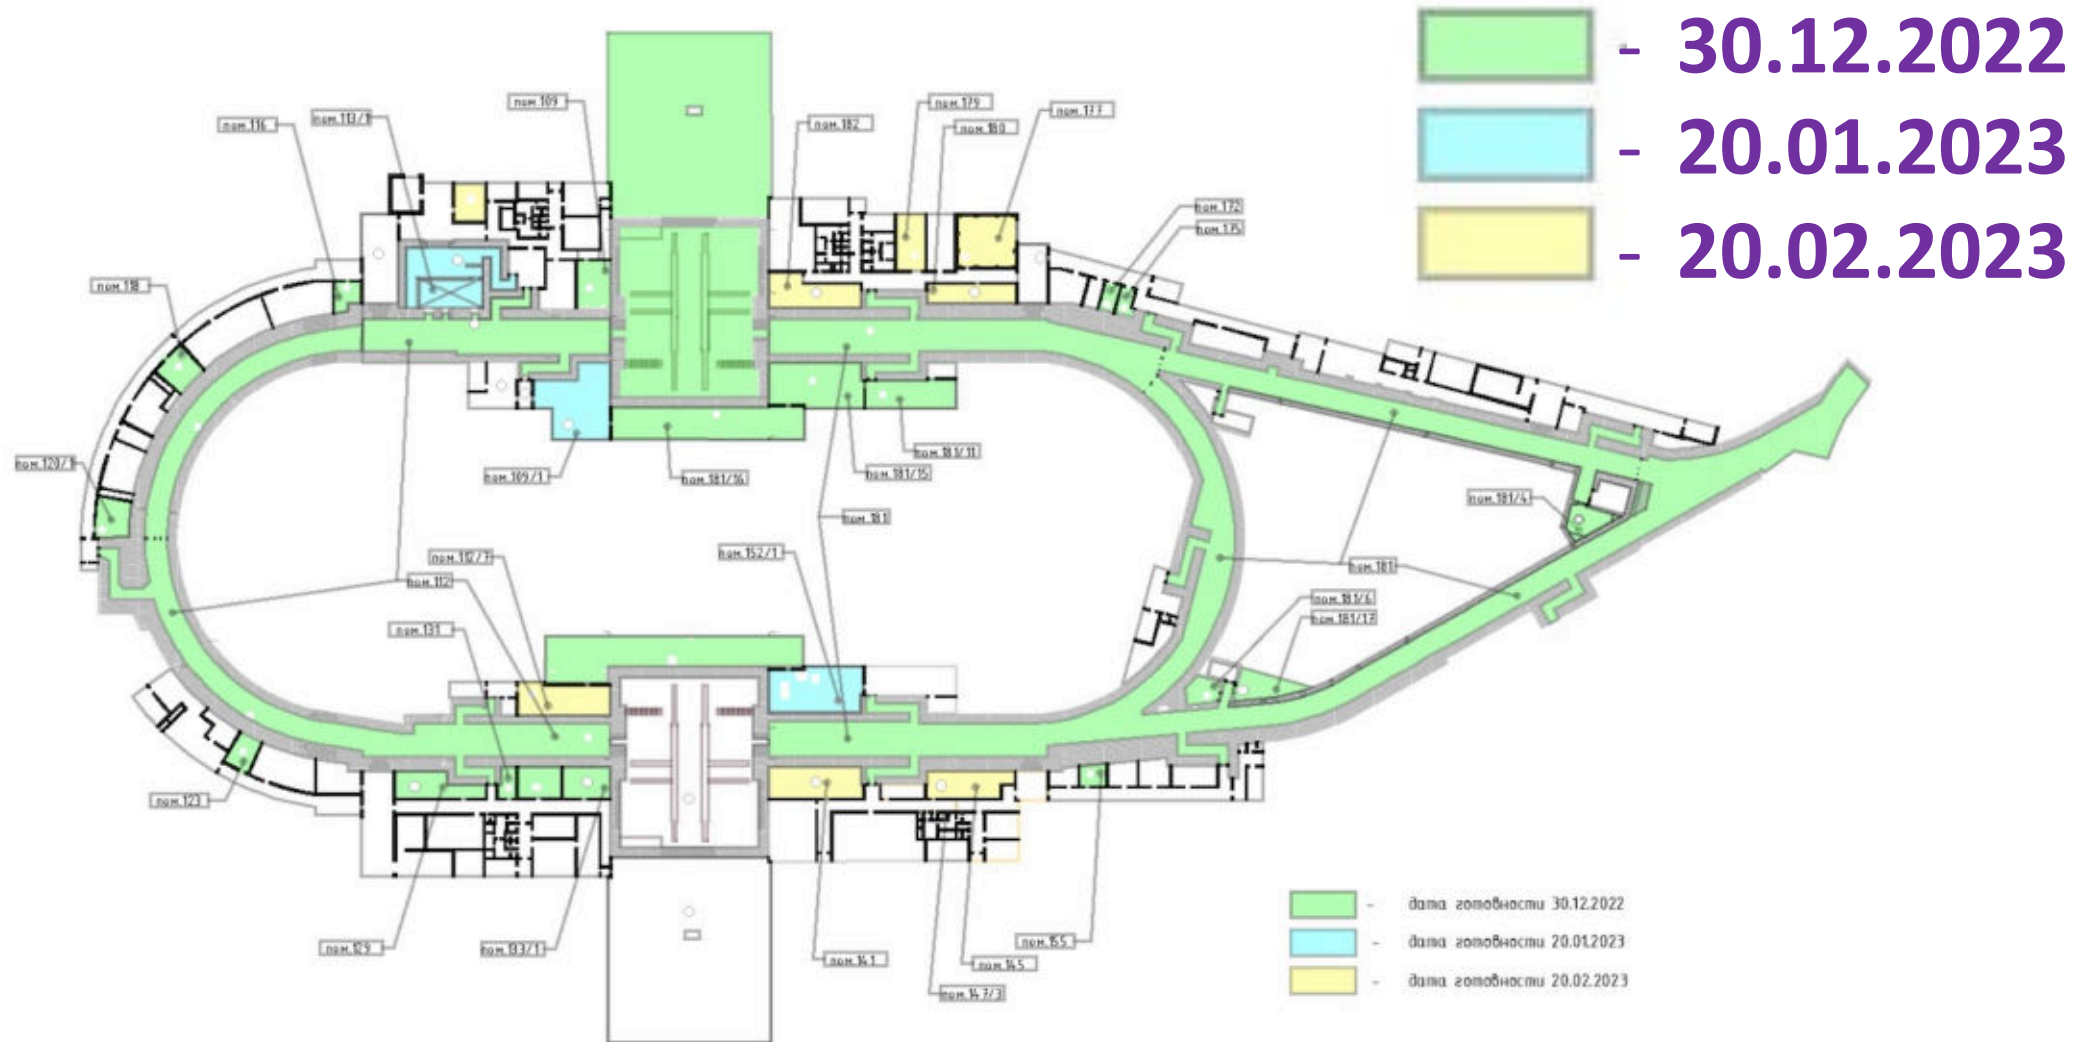 - 30.12.2022
- 20.01.2023
- 20.02.2023
пом.109
пом.179
пом.177
пом.113/1
пом.116
пом.182
пом.180
пом.172
пом.175
пом.118
пом.120/1
пом.109/1
пом.181/16
пом.181/15
пом.181/11
пом.181/4
пом.181
пом.112/7
пом.152/1
пом.181
пом.112
пом.181/6
пом.181/17
пом.131
пом.123
пом.129
пом.133/1
пом.141
пом.145
пом.155
пом.147/3
- дата готовности 30.12.2022
- дата готовности 20.01.2023
- дата готовности 20.02.2023